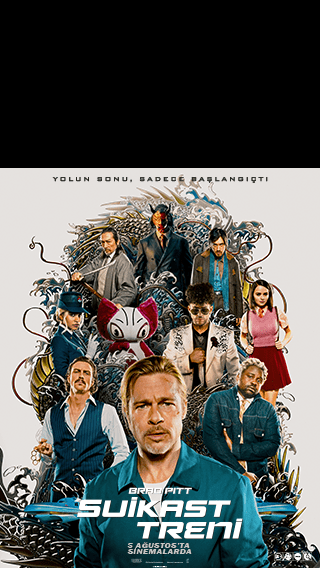 YOLUN SONU, SADECE BAŞLANGIÇTI
BRAD PITT
SUİKAST
TRENİ
5 AĞUSTOS'TA
SİNEMALARDA